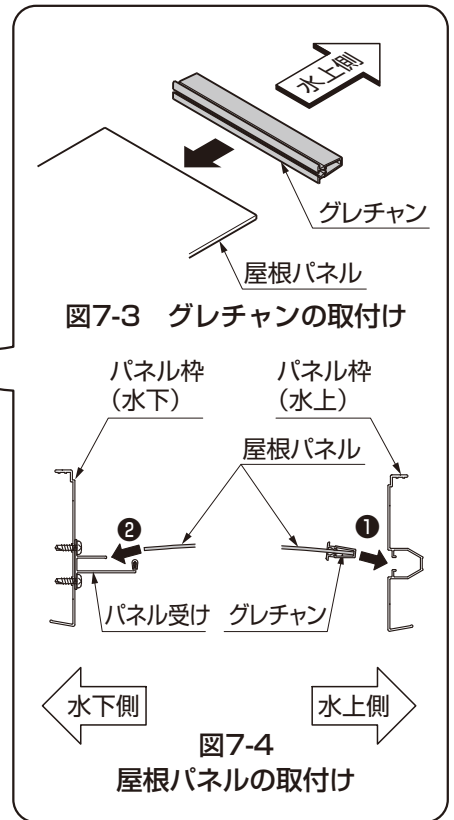 水上側
グレチャン
屋根パネル
図7-3 グレチャンの取付け
パネル枠
（水下）
パネル枠
（水上）
屋根パネル
❷
❶
パネル受け
グレチャン
水下側
水上側
図7-4
屋根パネルの取付け